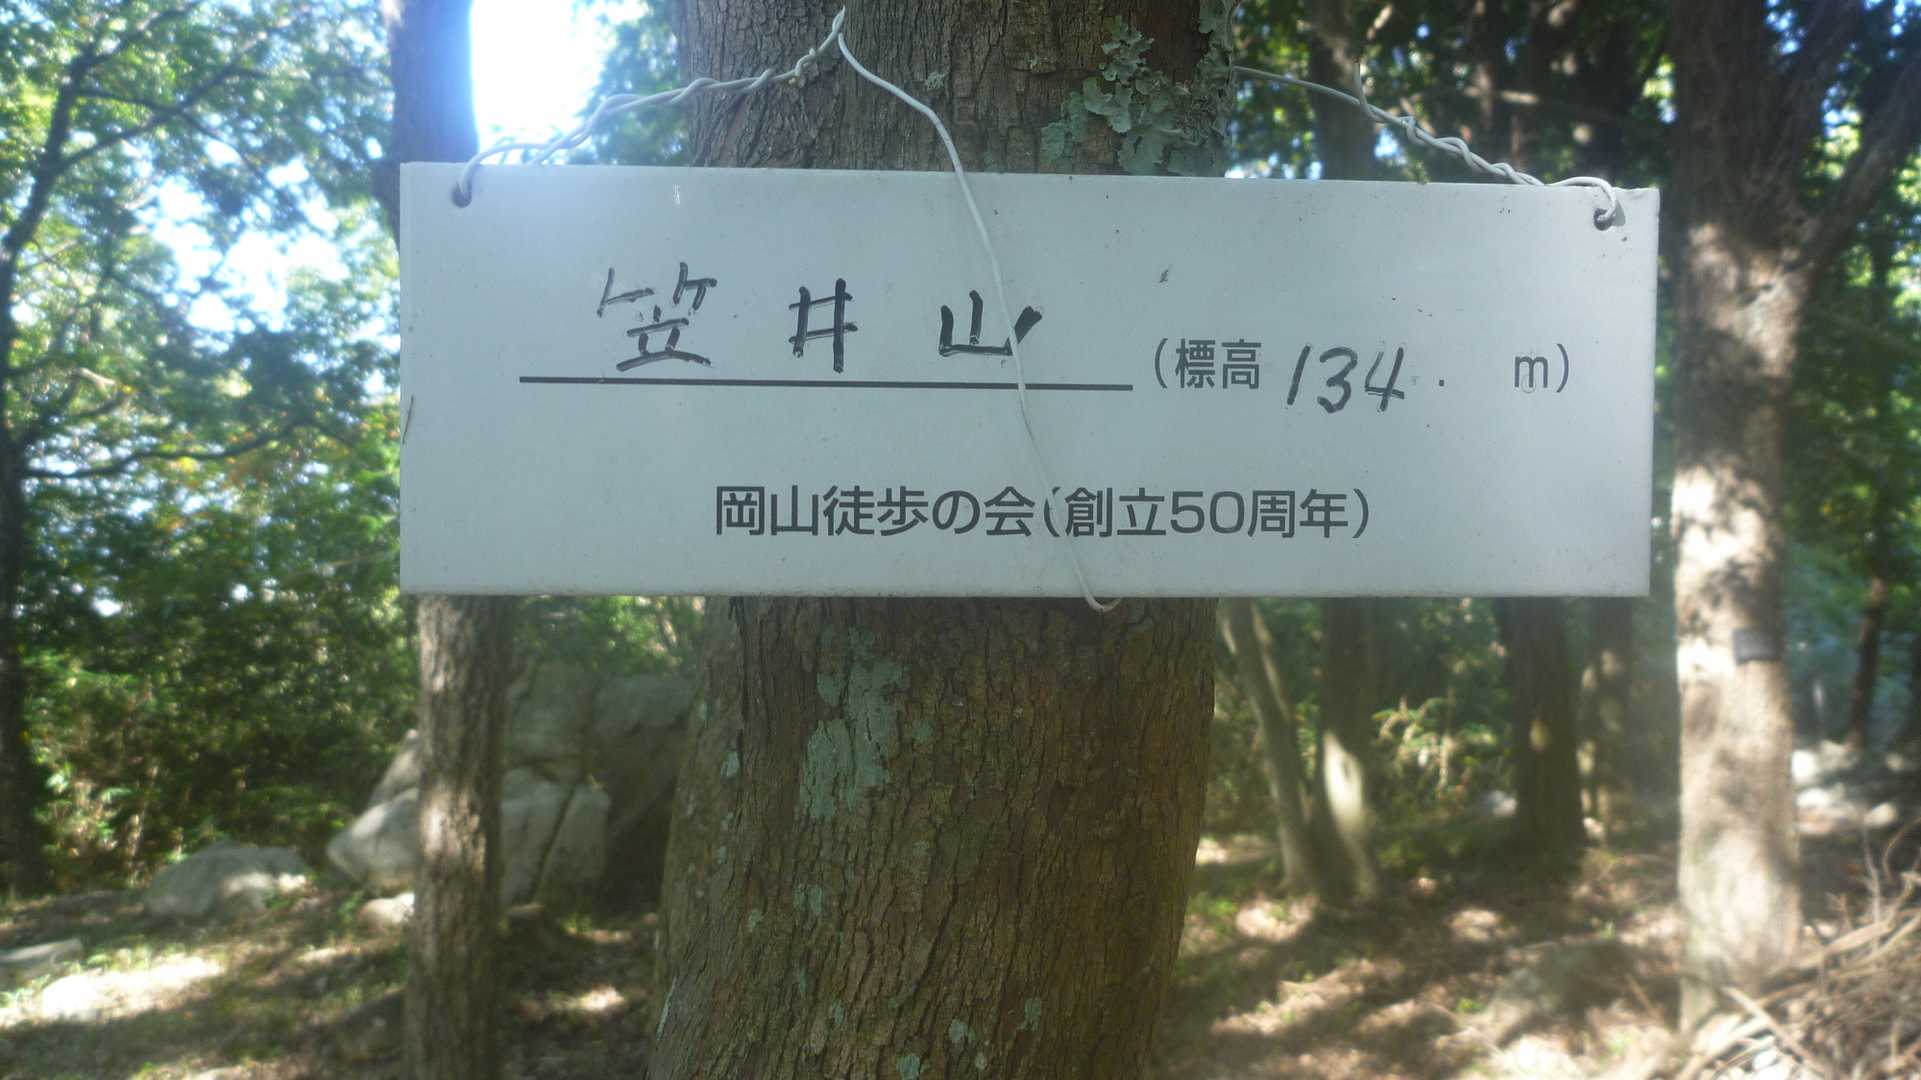 笠井山 (標高 134. m)
岡山徒歩の会(創立50周年)